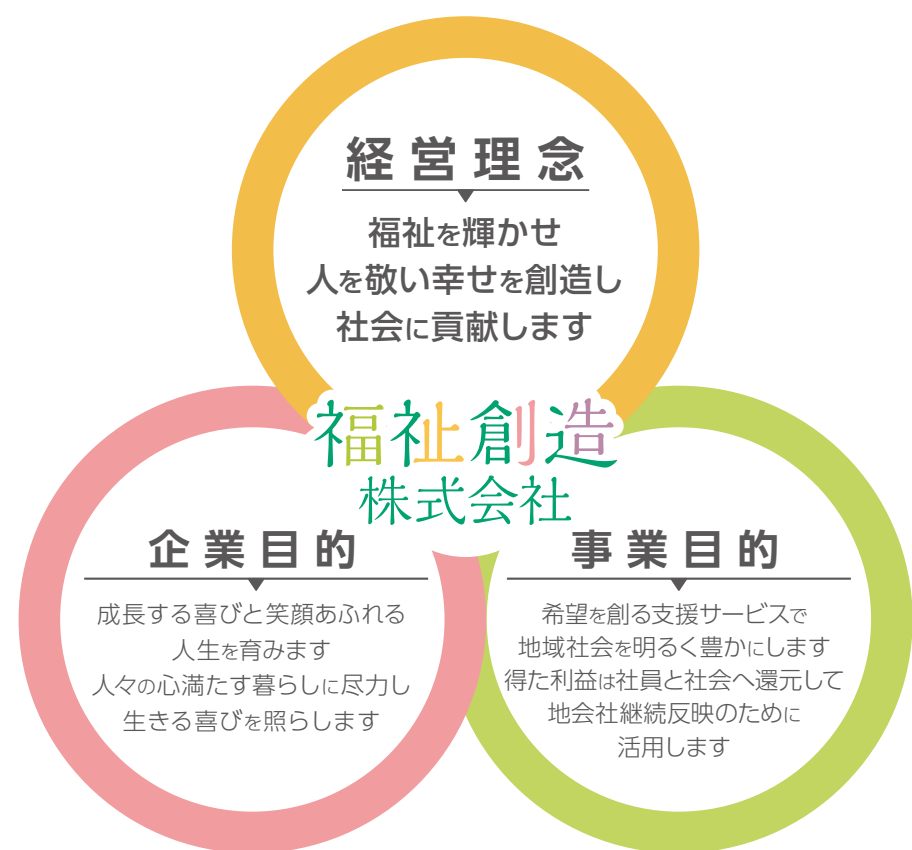 経営理念
福祉を輝かせ
人を敬い幸せを創造し
社会に貢献します
福祉創造
株式会社
企業目的
成長する喜びと笑顔あふれる
人生を育みます
人々の心満たす暮らしに尽力し
生きる喜びを照らします
事業目的
希望を創る支援サービスで
地域社会を明るく豊かにします
得た利益は社員と社会へ還元して
地会社継続反映のために
活用します